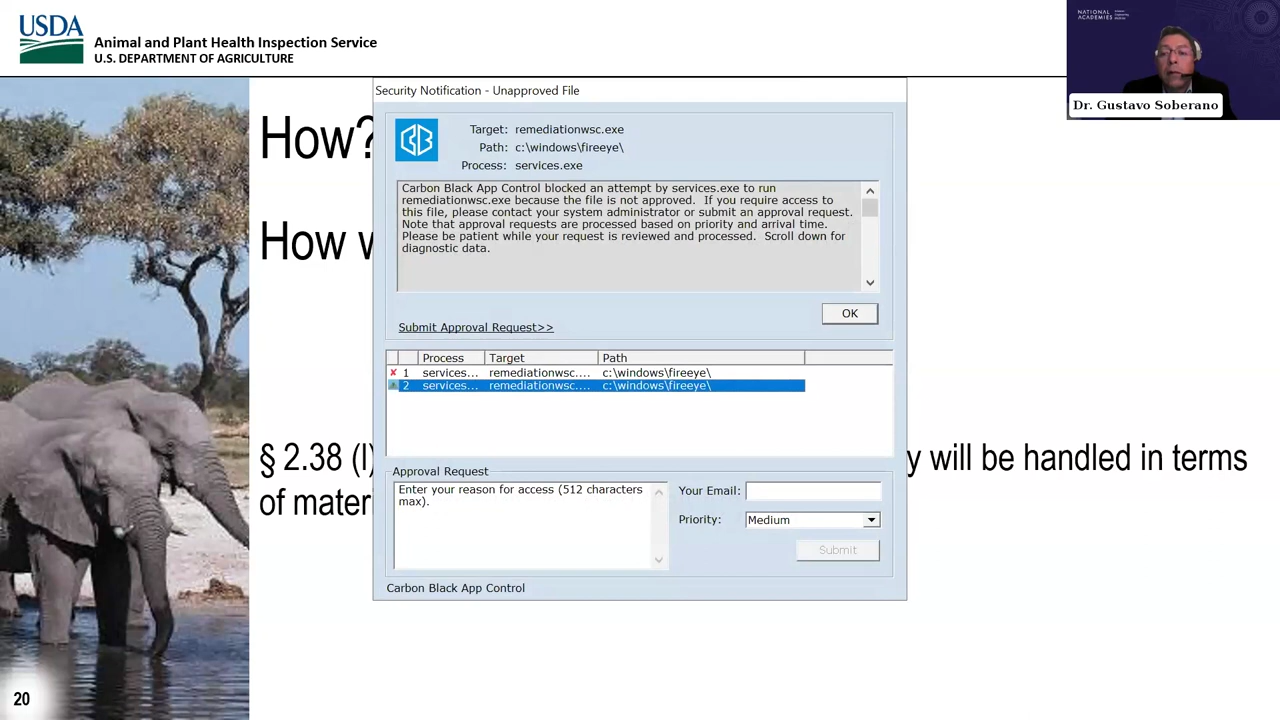 USDA
Animal and Plant Health Inspection Service
U.S. DEPARTMENT OF AGRICULTURE
NATIONAL
ACADEMIES
Dr. Gustavo Soberano
How?
How
§ 2.38 (l)
y will be handled in terms
of mater
20
Security Notification - Unapproved File
Target: remediationwsc.exe
Path: c:\windows\fireeye\
Process: services.exe
Carbon Black App Control blocked an attempt by services.exe to run
remediationwsc.exe because the file is not approved. If you require access to
this file, please contact your system administrator or submit an approval request.
Note that approval requests are processed based on priority and arrival time.
Please be patient while your request is reviewed and processed. Scroll down for
diagnostic data.
OK
Submit Approval Request>>
Process Target Path
1 services... remediationwsc.... c:\windows\fireeye\
2 services... remediationwsc.... c:\windows\fireeye\
Approval Request
Enter your reason for access (512 characters
max).
Your Email:
Priority: Medium
Submit
Carbon Black App Control